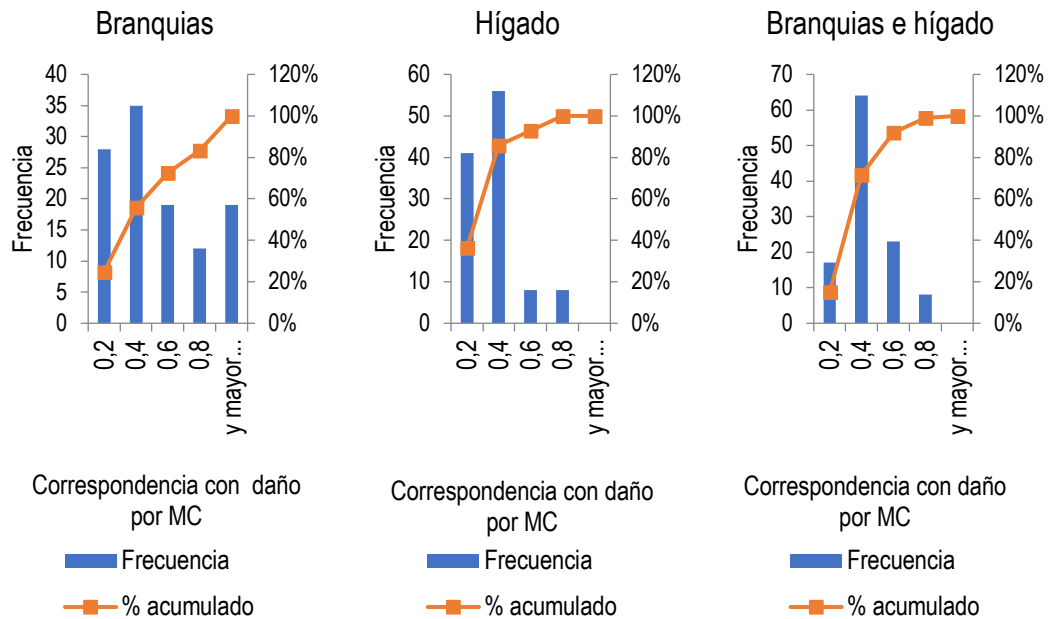 Branquias
40
35
30
25
20
15
10
5
0
120%
100%
80%
60%
40%
20%
0%
Frecuencia
0,2
0,4
0,6
0,8
y mayor...
Correspondencia con daño
por MC
Frecuencia
% acumulado
Hígado
60
50
40
30
20
10
0
120%
100%
80%
60%
40%
20%
0%
Frecuencia
0,2
0,4
0,6
0,8
y mayor...
Correspondencia con daño
por MC
Frecuencia
% acumulado
Branquias e hígado
70
60
50
40
30
20
10
0
120%
100%
80%
60%
40%
20%
0%
Frecuencia
0,2
0,4
0,6
0,8
y mayor...
Correspondencia con daño
por MC
Frecuencia
% acumulado